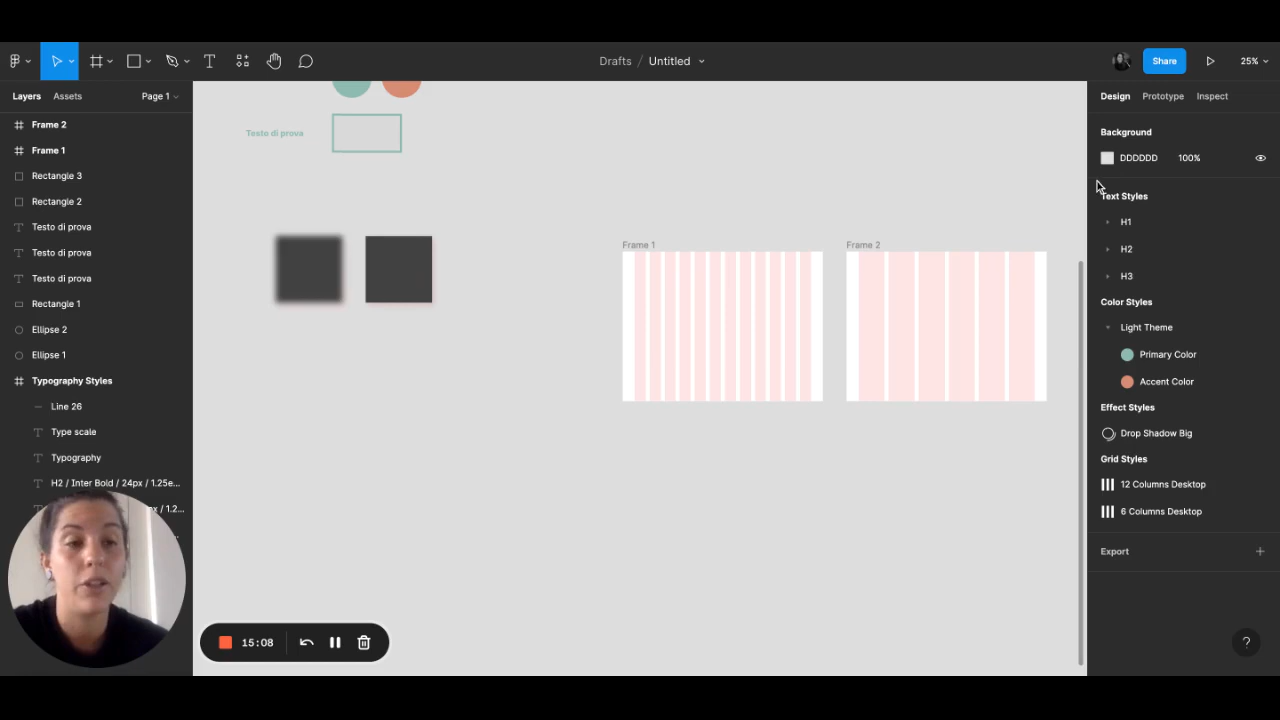 Drafts / Untitled
Share
25%
Layers
Assets
Page 1
Frame 2
Frame 1
Rectangle 3
Rectangle 2
Testo di prova
Testo di prova
Testo di prova
Rectangle 1
Ellipse 2
Ellipse 1
Typography Styles
Line 26
Type scale
Typography
H2 / Inter Bold / 24px / 1.25e...
px / 1.2...
Testo di prova
Frame 1
Frame 2
15:08
Design
Prototype
Inspect
Background
DDDDDD
100%
Text Styles
H1
H2
H3
Color Styles
Light Theme
Primary Color
Accent Color
Effect Styles
Drop Shadow Big
Grid Styles
12 Columns Desktop
6 Columns Desktop
Export
?